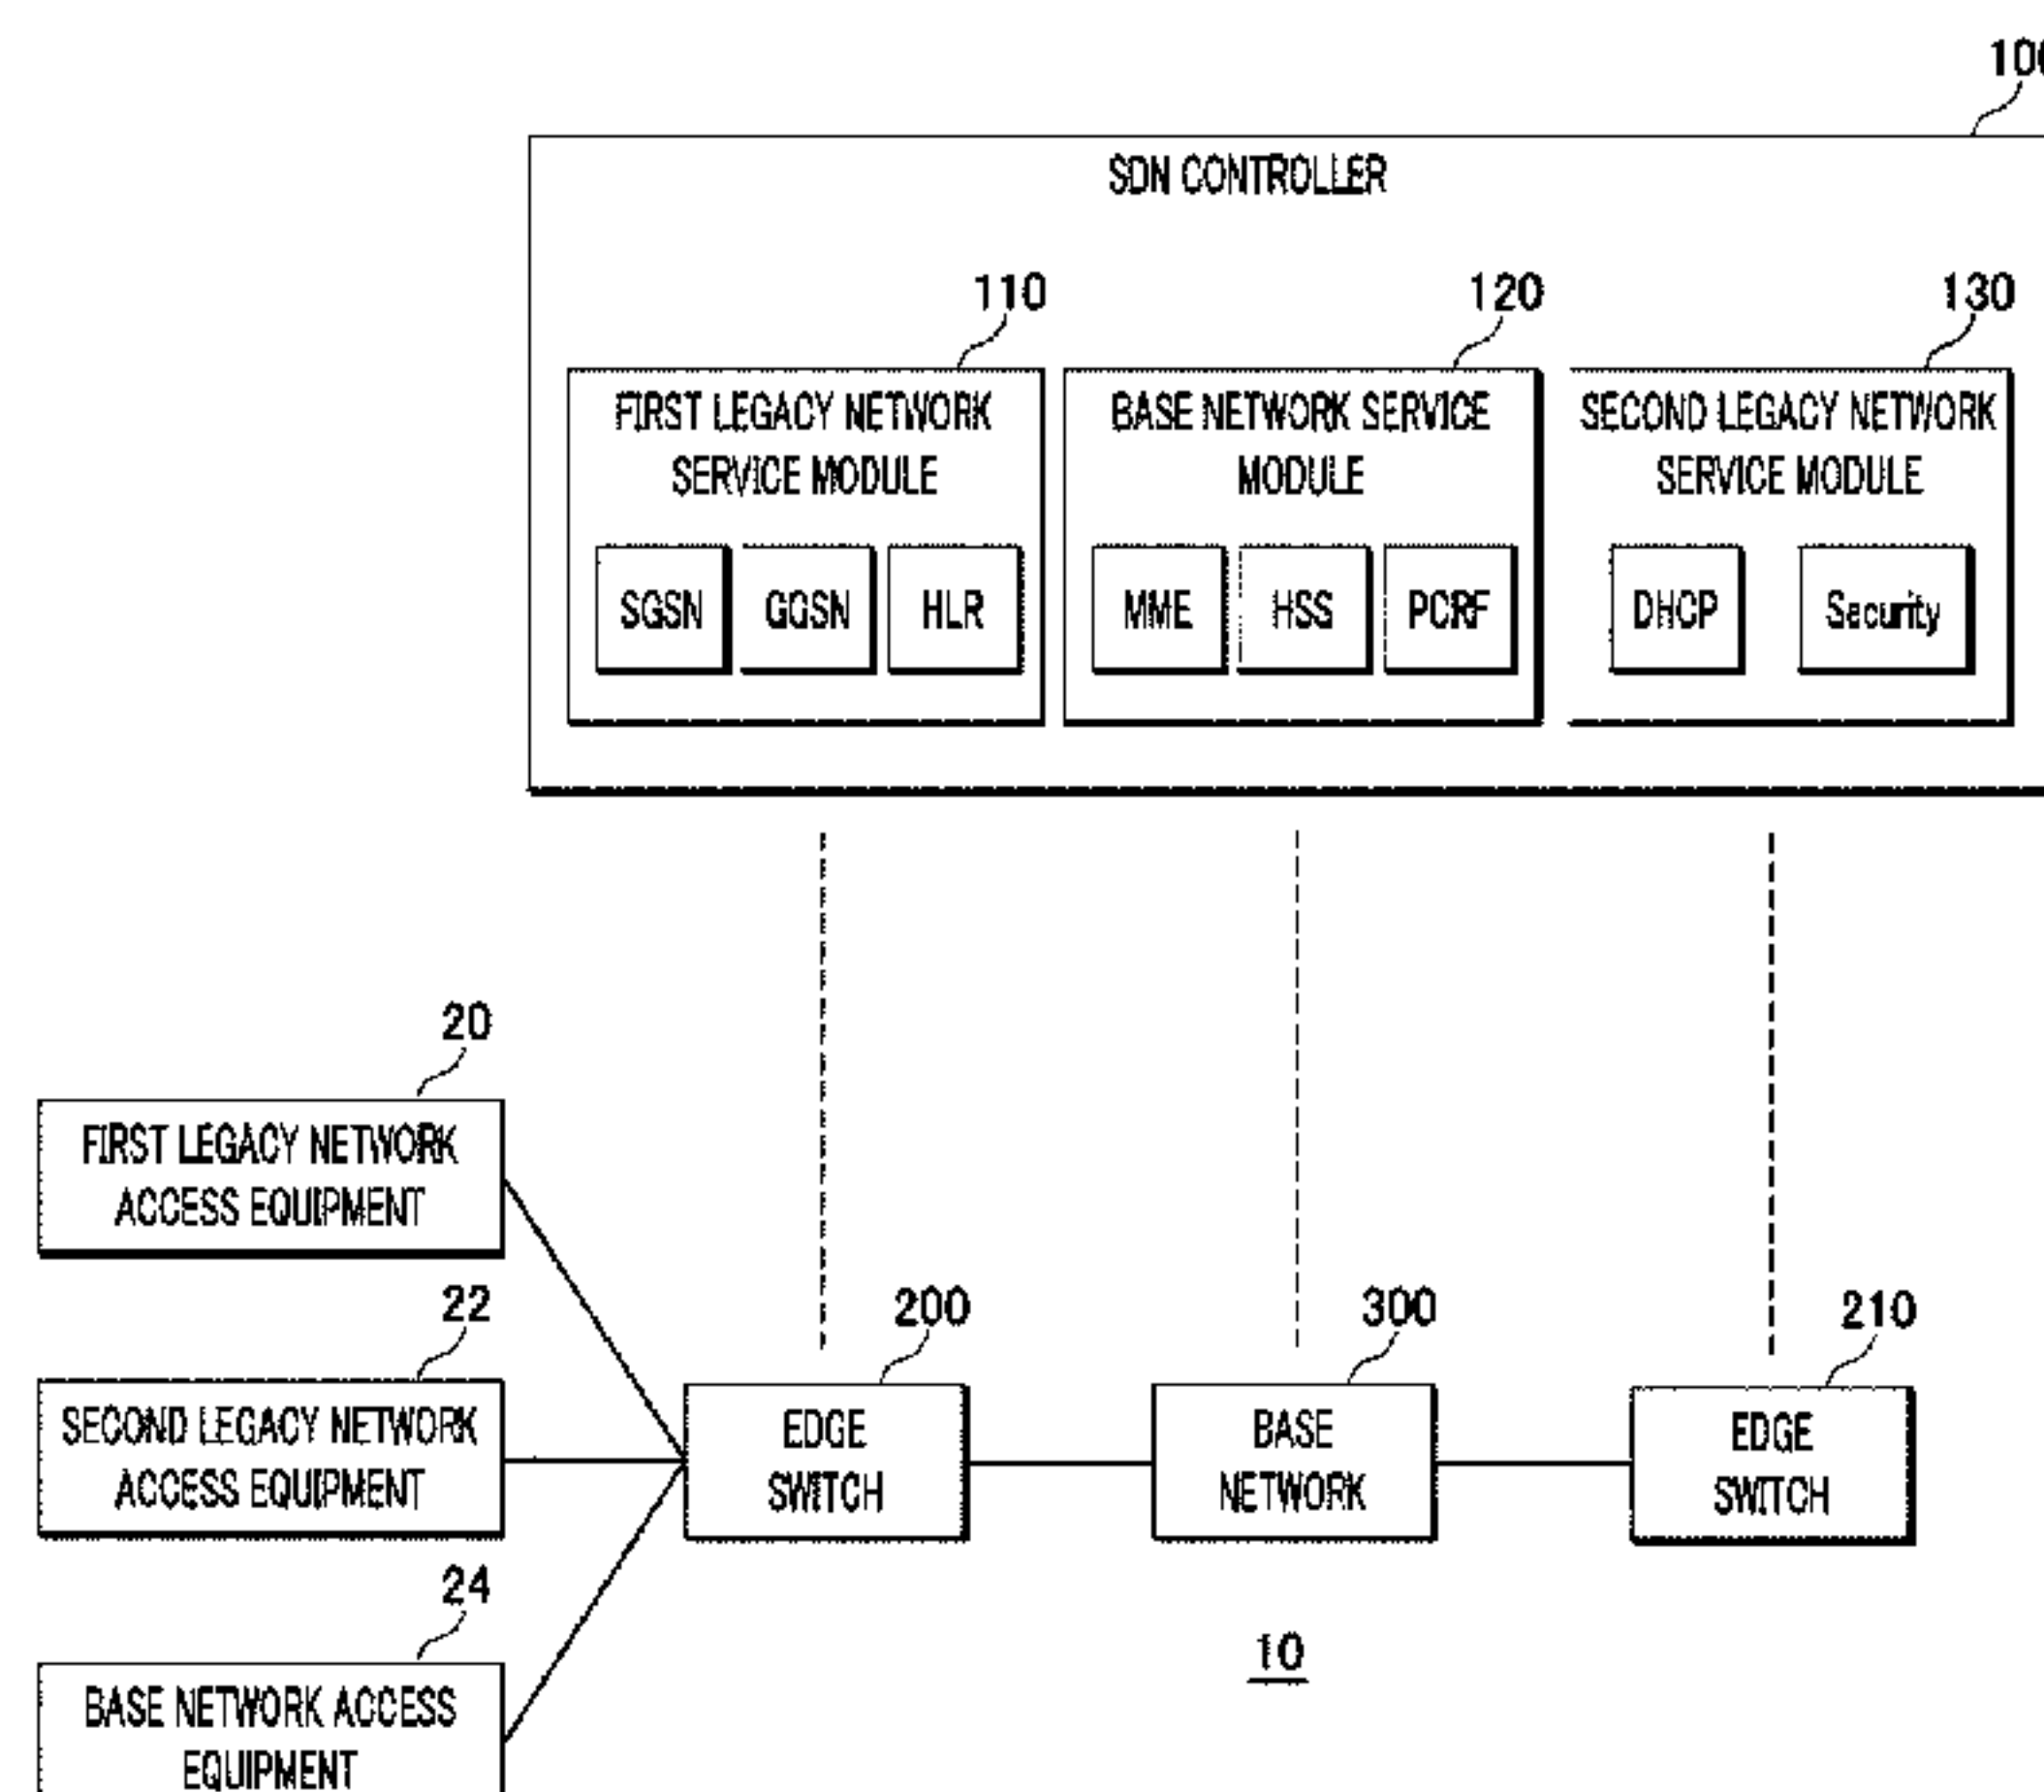 100
SDN CONTROLLER
110
120
130
FIRST LEGACY NETWORK
SERVICE MODULE
BASE NETWORK SERVICE
MODULE
SECOND LEGACY NETWORK
SERVICE MODULE
SGSN
GGSN
HLR
MME
HSS
PCRF
DHCP
Security
20
FIRST LEGACY NETWORK
ACCESS EQUIPMENT
22
SECOND LEGACY NETWORK
ACCESS EQUIPMENT
24
BASE NETWORK ACCESS
EQUIPMENT
200
EDGE
SWITCH
300
BASE
NETWORK
210
EDGE
SWITCH
10